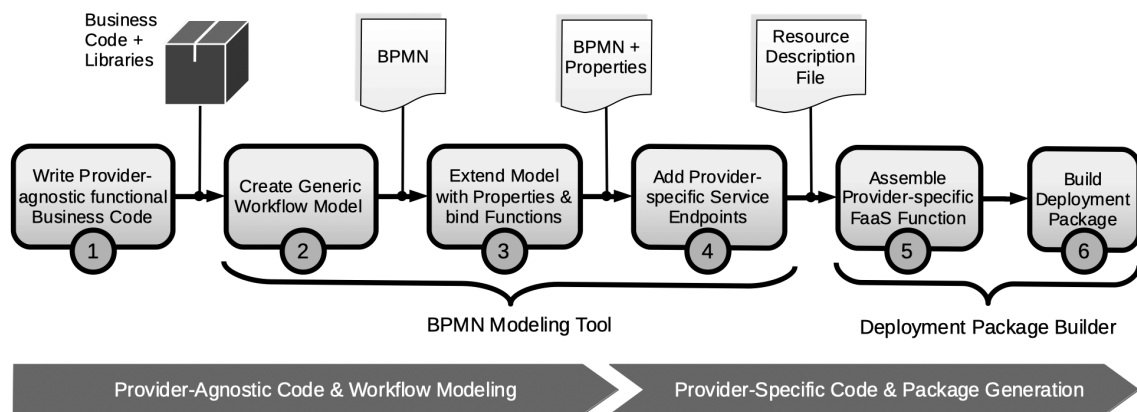 Business
Code +
Libraries
BPMN
BPMN +
Properties
Resource
Description
File
Write Provider-
agnostic functional
Business Code
1
Create Generic
Workflow Model
2
Extend Model
with Properties &
bind Functions
3
Add Provider-
specific Service
Endpoints
4
Assemble
Provider-specific
FaaS Function
5
Build
Deployment
Package
6
BPMN Modeling Tool
Deployment Package Builder
Provider-Agnostic Code & Workflow Modeling
Provider-Specific Code & Package Generation